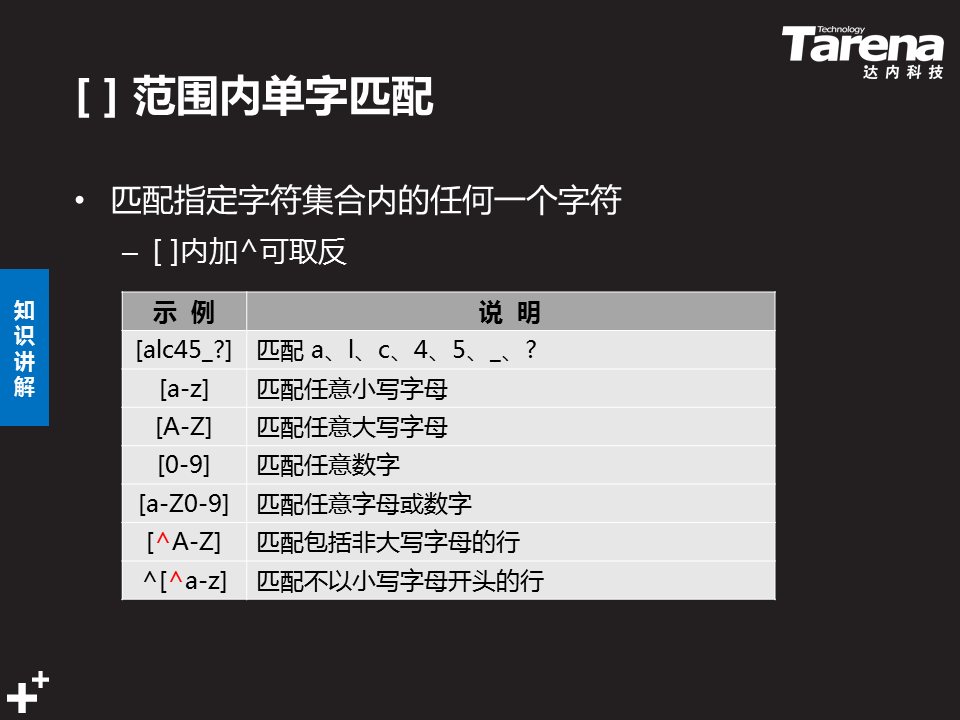 Technology
Tarena
达内科技
[ ] 范围内单字匹配
• 匹配指定字符集合内的任何一个字符
– [ ]内加^可取反
知识讲解
示 例 说 明
[alc45_?] 匹配 a、l、c、4、5、_、?
[a-z] 匹配任意小写字母
[A-Z] 匹配任意大写字母
[0-9] 匹配任意数字
[a-Z0-9] 匹配任意字母或数字
[^A-Z] 匹配包括非大写字母的行
^[^a-z] 匹配不以小写字母开头的行